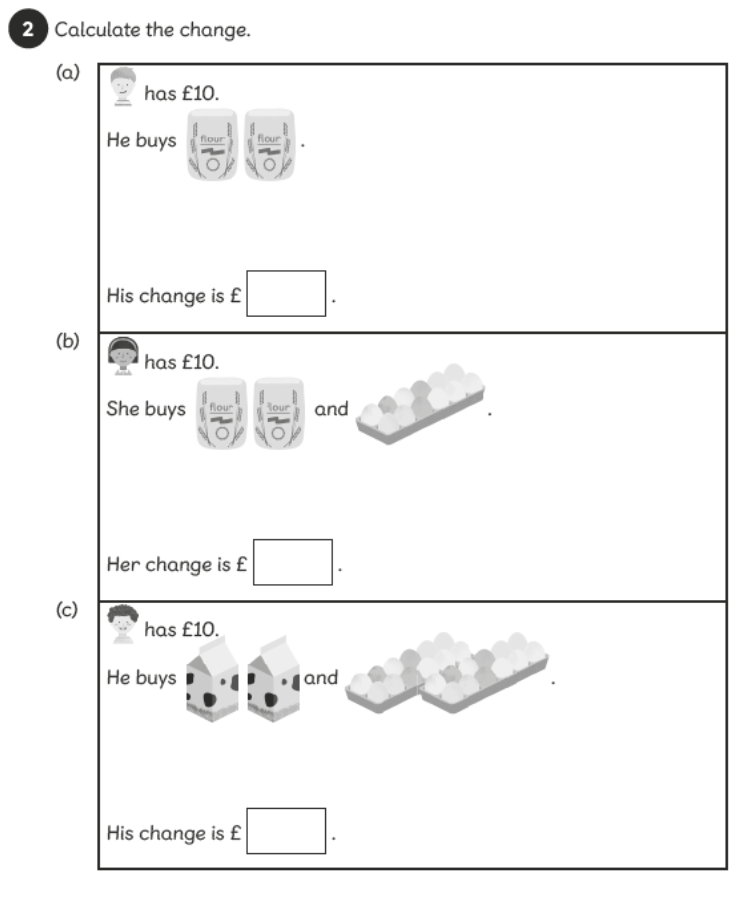 2 Calculate the change.
(a)
has £10.
He buys flour flour .
His change is £ .
(b)
has £10.
She buys flour flour and .
Her change is £ .
(c)
has £10.
He buys and .
His change is £ .